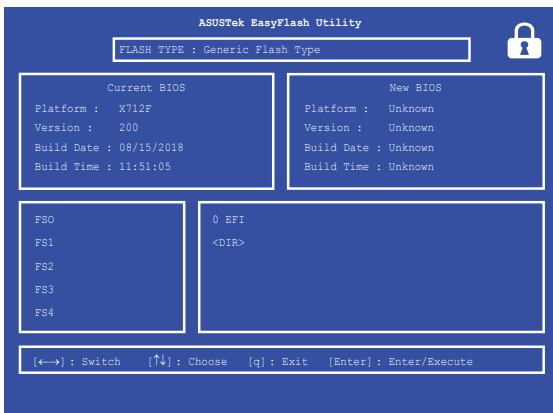 ASUSTek EasyFlash Utility
FLASH TYPE : Generic Flash Type
Current BIOS
Platform : X712F
Version : 200
Build Date : 08/15/2018
Build Time : 11:51:05
New BIOS
Platform : Unknown
Version : Unknown
Build Date : Unknown
Build Time : Unknown
FSO
FS1
FS2
FS3
FS4
0 EFI
<DIR>
[←→] : Switch [↑↓] : Choose [q] : Exit [Enter] : Enter/Execute